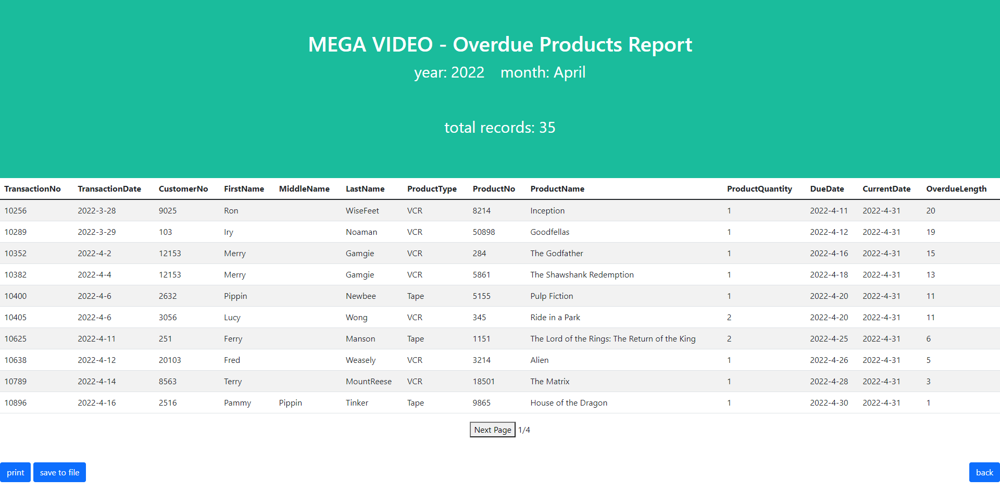 MEGA VIDEO - Overdue Products Report
year: 2022 month: April
total records: 35
TransactionNo TransactionDate CustomerNo FirstName MiddleName LastName ProductType ProductNo ProductName ProductQuantity DueDate CurrentDate OverdueLength
10256 2022-3-28 9025 Ron WiseFeet VCR 8214 Inception 1 2022-4-11 2022-4-31 20
10289 2022-3-29 103 Iry Noaman VCR 50898 Goodfellas 1 2022-4-12 2022-4-31 19
10352 2022-4-2 12153 Merry Gamgie VCR 284 The Godfather 1 2022-4-16 2022-4-31 15
10382 2022-4-4 12153 Merry Gamgie VCR 5861 The Shawshank Redemption 1 2022-4-18 2022-4-31 13
10400 2022-4-6 2632 Pippin Newbee Tape 5155 Pulp Fiction 1 2022-4-20 2022-4-31 11
10405 2022-4-6 3056 Lucy Wong VCR 345 Ride in a Park 2 2022-4-20 2022-4-31 11
10625 2022-4-11 251 Ferry Manson Tape 1151 The Lord of the Rings: The Return of the King 2 2022-4-25 2022-4-31 6
10638 2022-4-12 20103 Fred Weasely VCR 3214 Alien 1 2022-4-26 2022-4-31 5
10789 2022-4-14 8563 Terry MountReese VCR 18501 The Matrix 1 2022-4-28 2022-4-31 3
10896 2022-4-16 2516 Pammy Pippin Tinker Tape 9865 House of the Dragon 1 2022-4-30 2022-4-31 1
Next Page 1/4
print save to file back